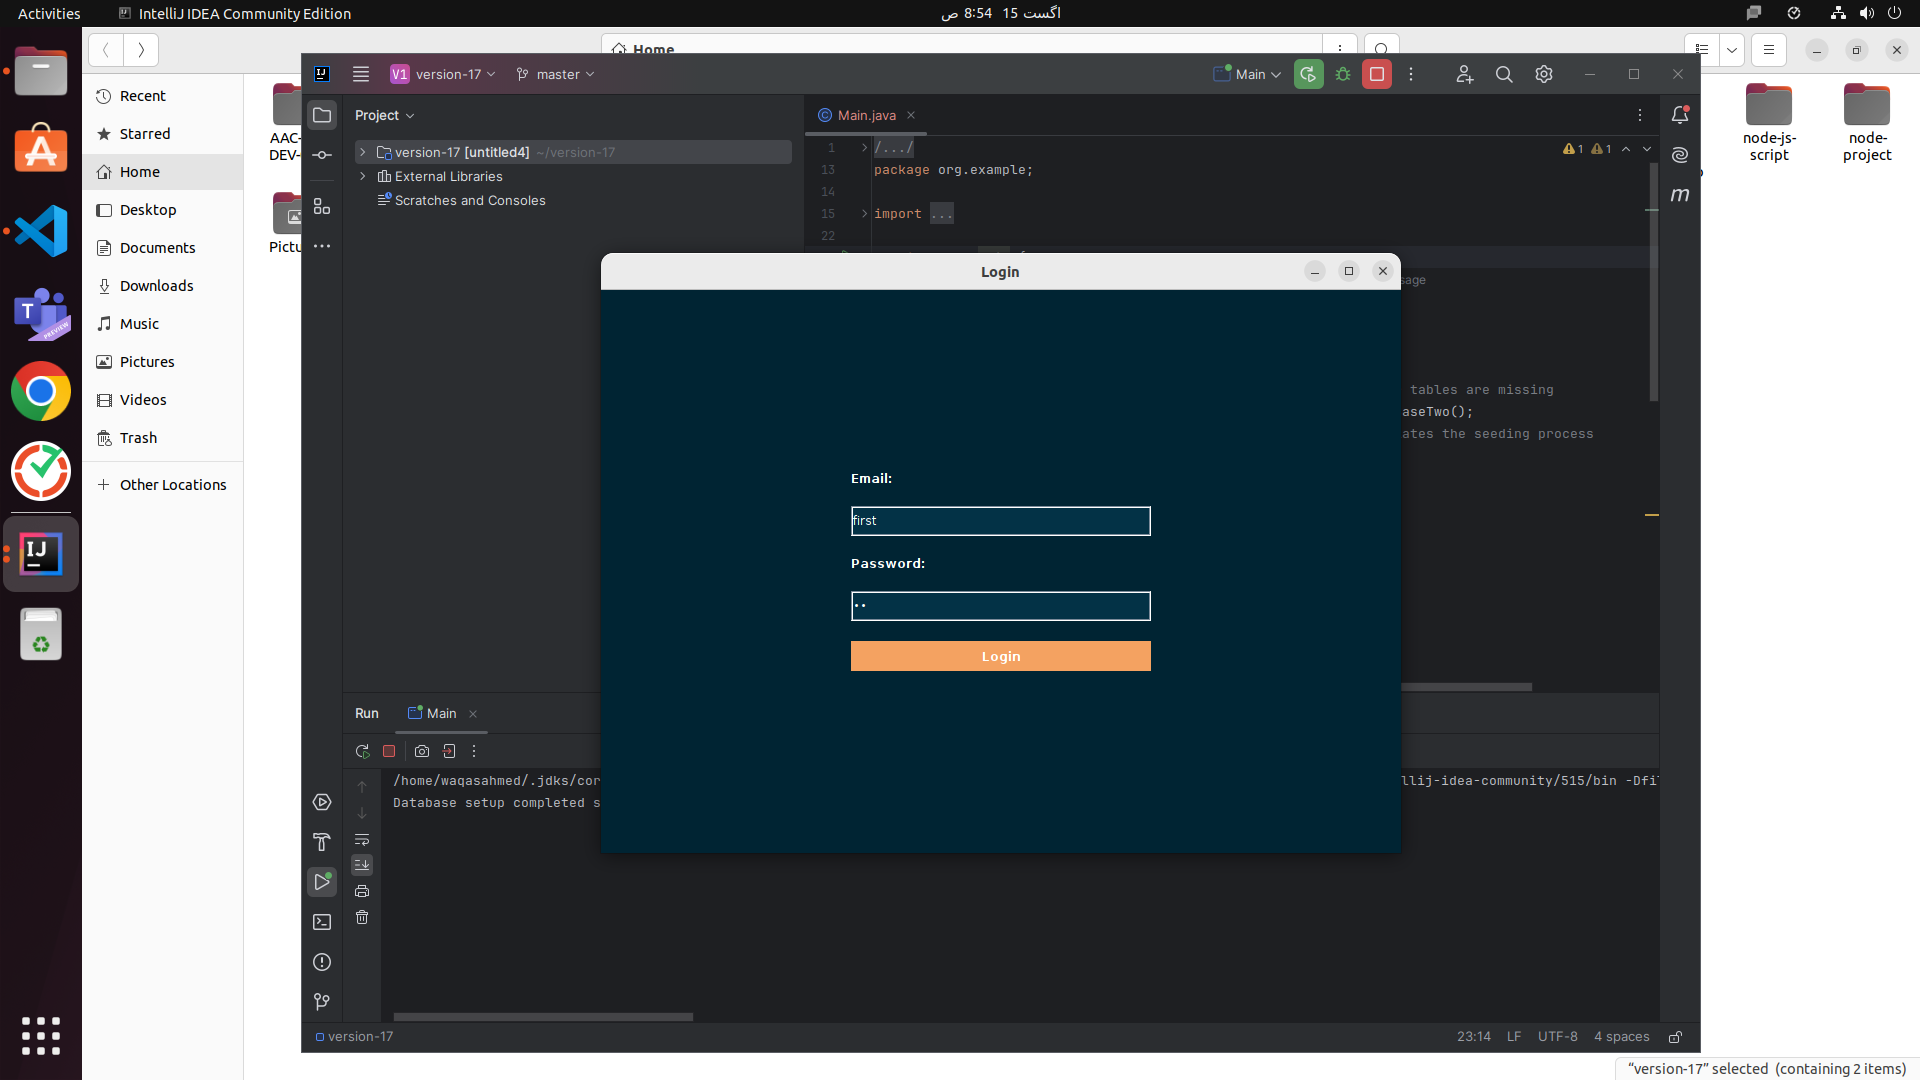 Activities
IntelliJ IDEA Community Edition
اگست 15  8:54 ص
Home
Recent
Starred
Home
Desktop
Documents
Downloads
Music
Pictures
Videos
Trash
Other Locations
node-js-script
node-project
V1 version-17
master
Main
Project
version-17 [untitled4] ~/version-17
External Libraries
Scratches and Consoles
Main.java
1 /.../
13 package org.example;
14
15 import ...
22
1 1
tables are missing
aseTwo();
ates the seeding process
Login
Email:
first
Password:
Login
Run
Main
/home/waqasahmed/.jdks/cor
llij-idea-community/515/bin -Dfi
Database setup completed s
version-17
23:14 LF UTF-8 4 spaces
“version-17” selected (containing 2 items)